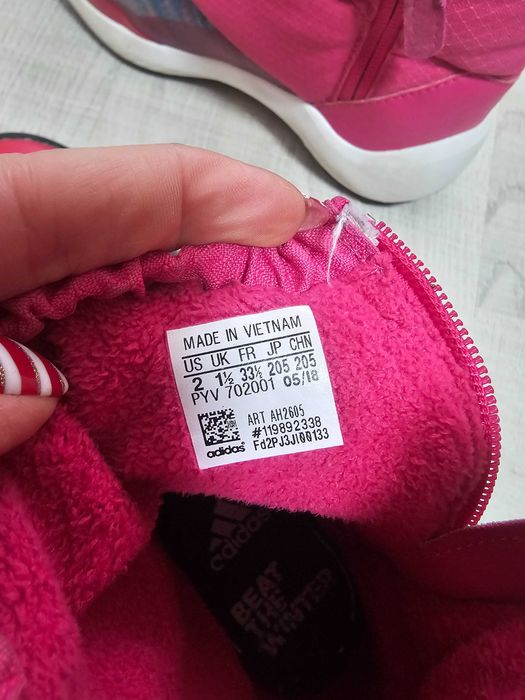 MADE IN VIETNAM
US UK FR JP CHN
2 1½ 33½ 205 205
PYV 702001 05/18
ART AH2605
#119892338
Fd2PJ3JI00133
adidas
adidas
BEAT
THE
WINTER